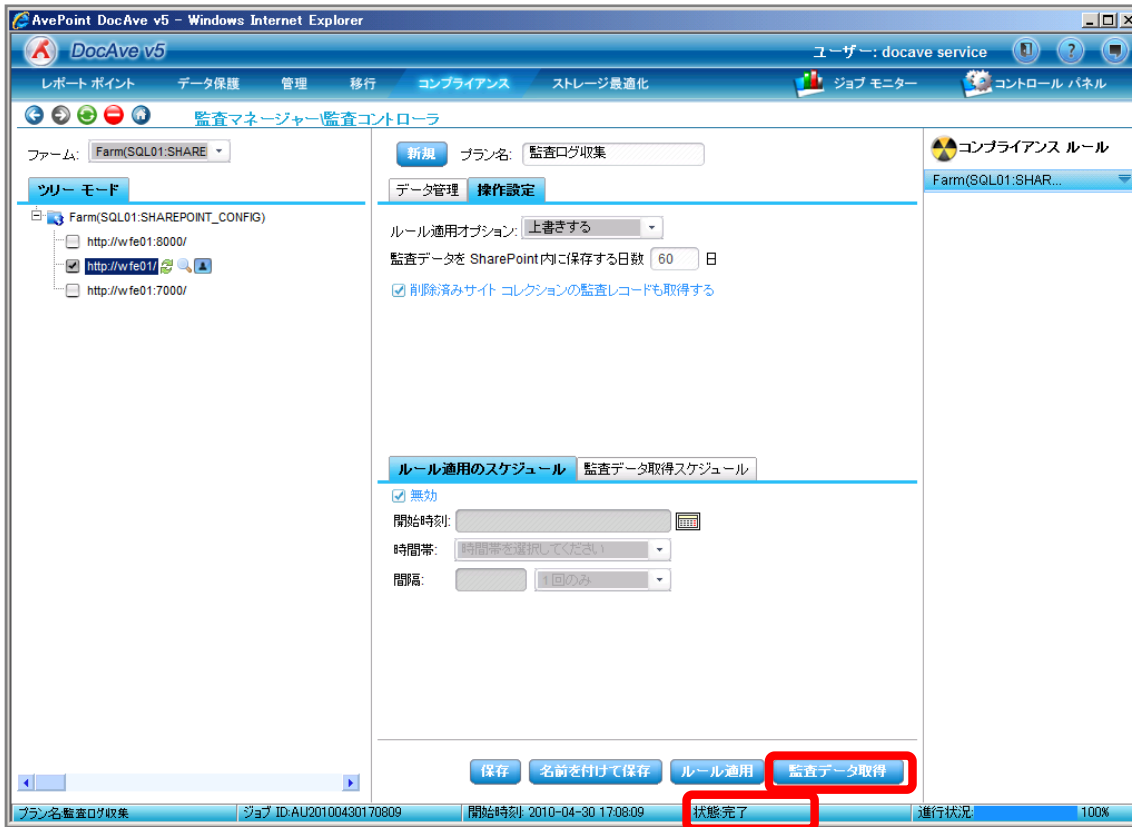 AvePoint DocAve v5 - Windows Internet Explorer
DocAve v5
ユーザー: docave service
レポート ポイント データ保護 管理 移行 コンプライアンス ストレージ最適化 ジョブ モニター コントロール パネル
監査マネージャー\監査コントローラ
ファーム: Farm(SQL01:SHARE
新規 プラン名: 監査ログ収集
コンプライアンス ルール
ツリー モード
データ管理 操作設定
Farm(SQL01:SHAR...
Farm(SQL01:SHAREPOINT_CONFIG)
http://wfe01:8000/
http://wfe01/
http://wfe01:7000/
ルール適用オプション: 上書きする
監査データを SharePoint内に保存する日数 60 日
削除済みサイト コレクションの監査レコードも取得する
ルール適用のスケジュール 監査データ取得スケジュール
無効
開始時刻:
時間帯: 時間帯を選択してください
間隔: 1回のみ
保存 名前を付けて保存 ルール適用 監査データ取得
プラン名:監査ログ収集 ジョブ ID:AU20100430170809 開始時刻: 2010-04-30 17:08:09 状態:完了 進行状況: 100%